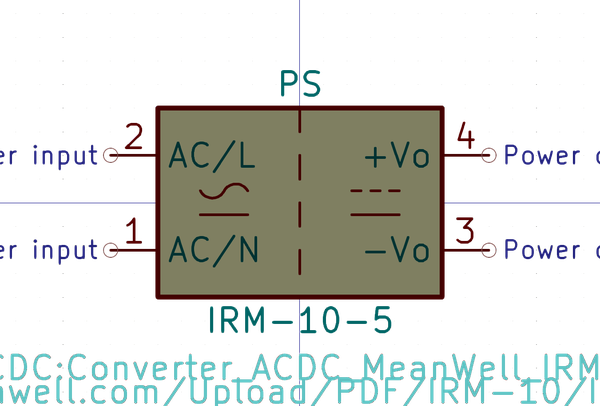 PS
2 4
er input AC/L +Vo Power o
1 3
er input AC/N −Vo Power o
IRM−10−5
CDC:Converter_ACDC_MeanWell_IRM
nwell.com/Upload/PDF/IRM−10/I